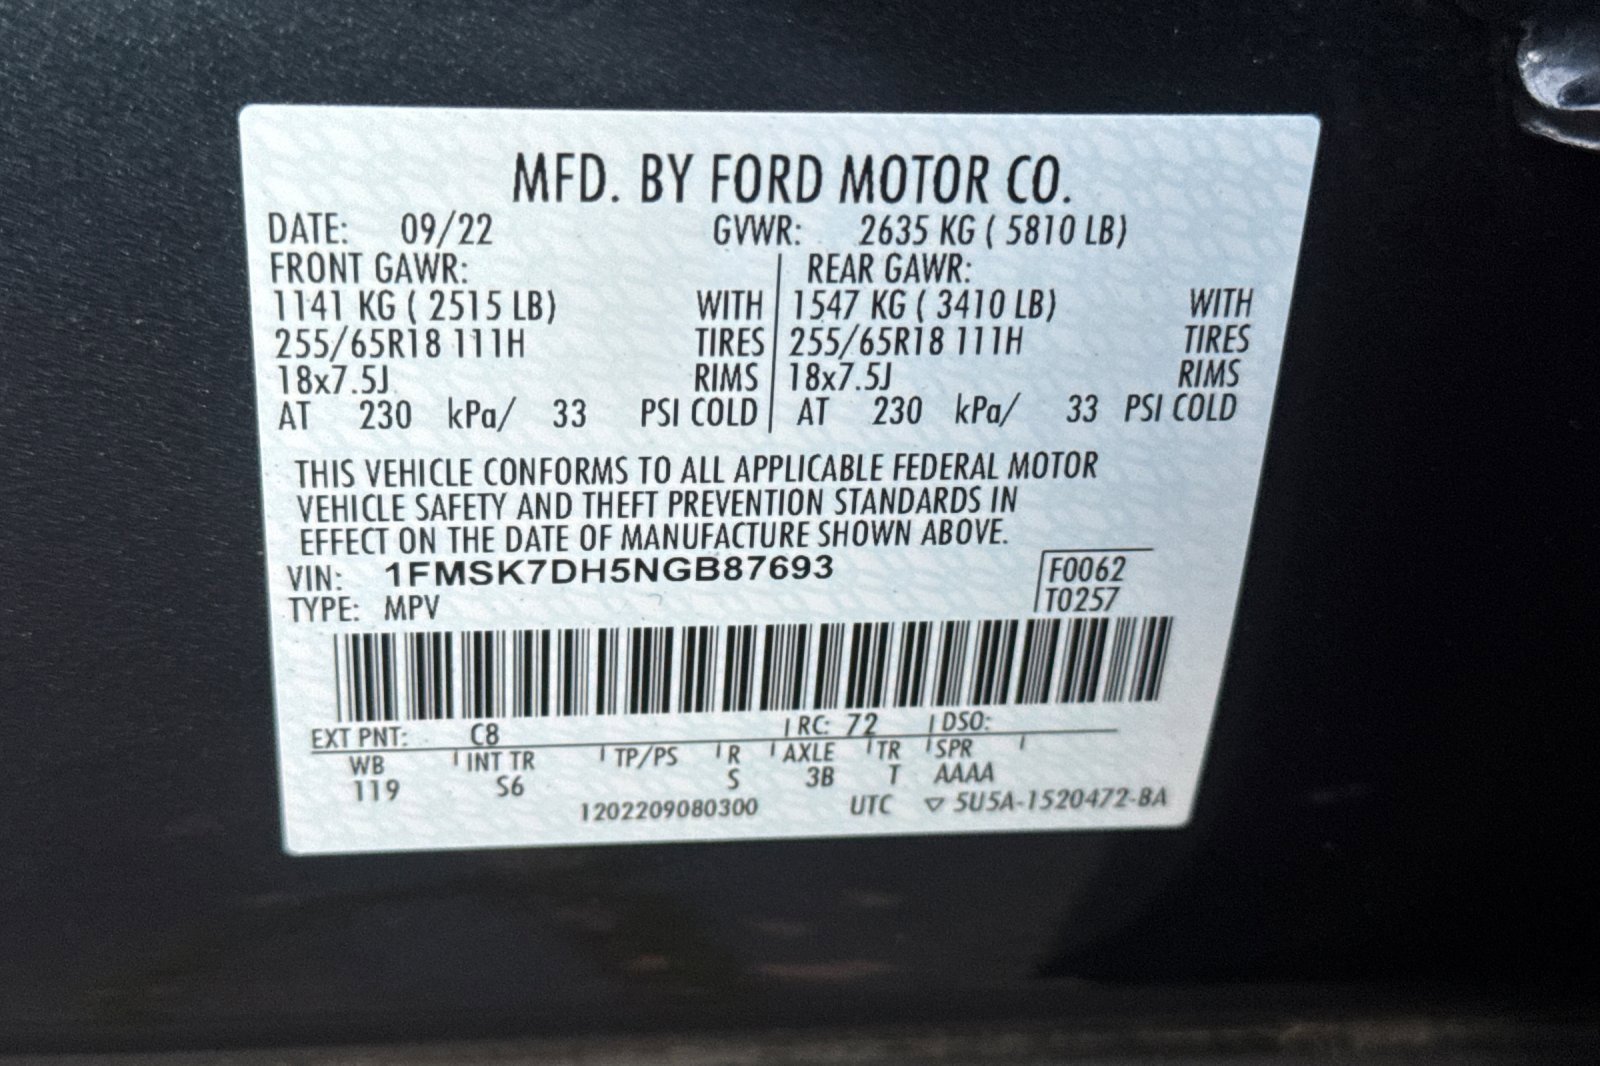 MFD. BY FORD MOTOR CO.
DATE: 09/22 GVWR: 2635 KG ( 5810 LB)
FRONT GAWR: REAR GAWR:
1141 KG ( 2515 LB) WITH 1547 KG ( 3410 LB) WITH
255/65R18 111H TIRES 255/65R18 111H TIRES
18x7.5J RIMS 18x7.5J RIMS
AT 230 kPa/ 33 PSI COLD AT 230 kPa/ 33 PSI COLD
THIS VEHICLE CONFORMS TO ALL APPLICABLE FEDERAL MOTOR
VEHICLE SAFETY AND THEFT PREVENTION STANDARDS IN
EFFECT ON THE DATE OF MANUFACTURE SHOWN ABOVE.
VIN: 1FMSK7DH5NGB87693 F0062
TYPE: MPV T0257
EXT PNT: C8 RC: 72 DSO:
WB INT TR TP/PS R AXLE TR SPR
119 S6 S 3B T AAAA
1202209080300 UTC ▽ 5U5A-1520472-BA